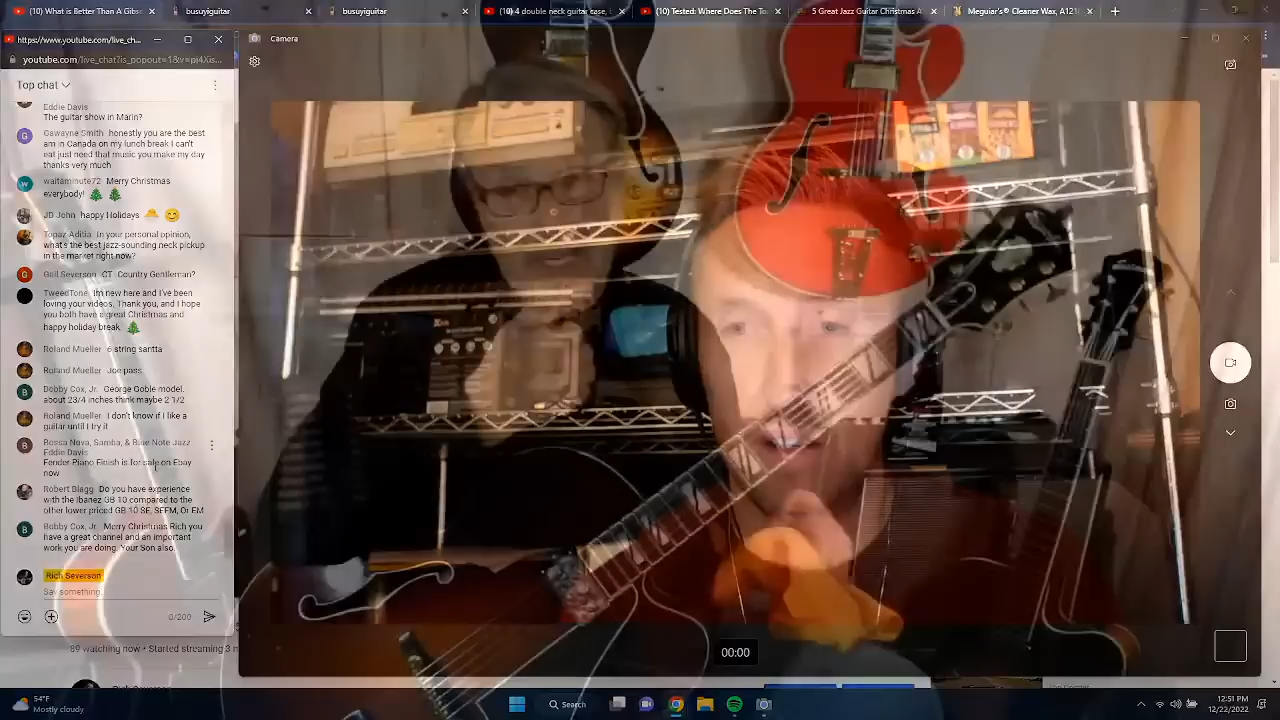 What is Better Than A Gibso
busuyiguitar
busuyiguitar
double neck guitar case,
(10) Tested: Where Does The To
5 Great Jazz Guitar Christmas A
Meguiar's® Cleaner Wax, A121
https://www.youtube.com/live_ch...
youtube.com/live_chat?is_popout=1&v=pj4Xis...
Camera
Top chat
Eddie Davis
The guitar show in Marin?
Gawayne Smith honestly you are the best
am in Canada on my lunch break I can't
eat just need that music you make my day
thanks very much
waitaminute72 Merry Christmas
everybody! 🎄 🎄
JD John happy Holidays
Topaz Aditia In your personal opinion,
what's the best jazz-sounding neck pickup
in the market right now?
Guil Severson CT Country Gentleman?
TweedTone Im new here and I've been
loving your videos. Thank you, and I hope
you both have a great Christmas and
happy holiday break 🎄
Roland Mueller 6 string santta
Roland Mueller Joe pass
Bobby Cox, Jr. George Goble model.
about 23/4 inches think maybe 2 1/2
Roland Mueller I don't know if I like a
guitar until I try it
Bossa Nova, Samba, & Blue Note Jazz
Eddie Davis
Fender Piano Finish is for sale on Ebay
now
Robert Blagg Do you have experience
with the Ibanez GB 10 compared to the
other lower priced GB 10 SE, SFFM, or EM
Bobby Cox, Jr. Merry Christmas Rich you
have a great channel and an important
work you are doing. Your Son also.
Rich Severson
Say something...
0/200
89 watching now • Started streaming 3
00:00
54°F
Mostly cloudy
Search
12:51 PM
12/22/2022